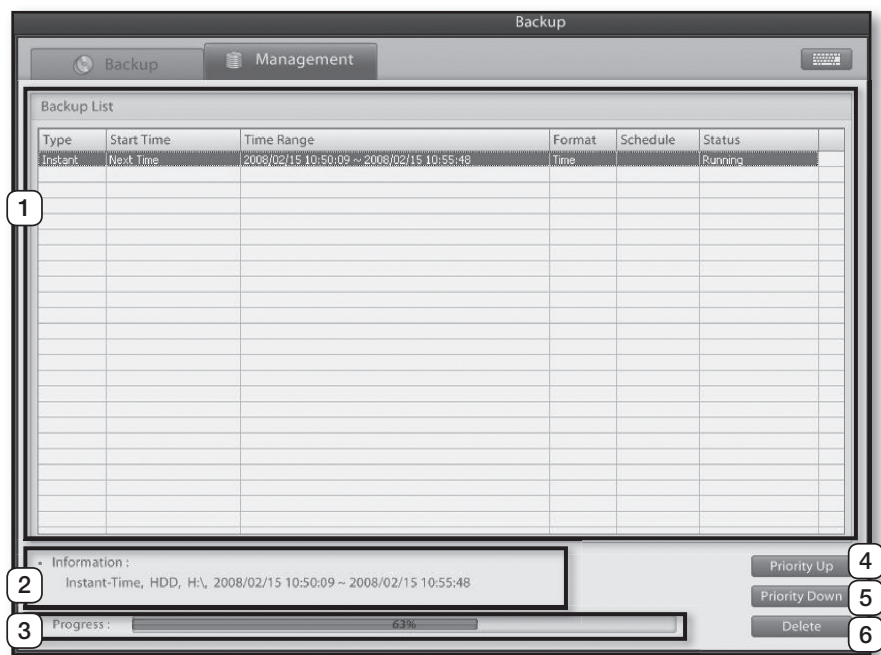 Backup
Backup Management
Backup List
Type Start Time Time Range Format Schedule Status
Instant Next Time 2008/02/15 10:50:09 ~ 2008/02/15 10:55:48 Time Running
1
Information :
Instant-Time, HDD, H:\, 2008/02/15 10:50:09 ~ 2008/02/15 10:55:48
2
Progress : 63%
3
Priority Up 4
Priority Down 5
Delete 6